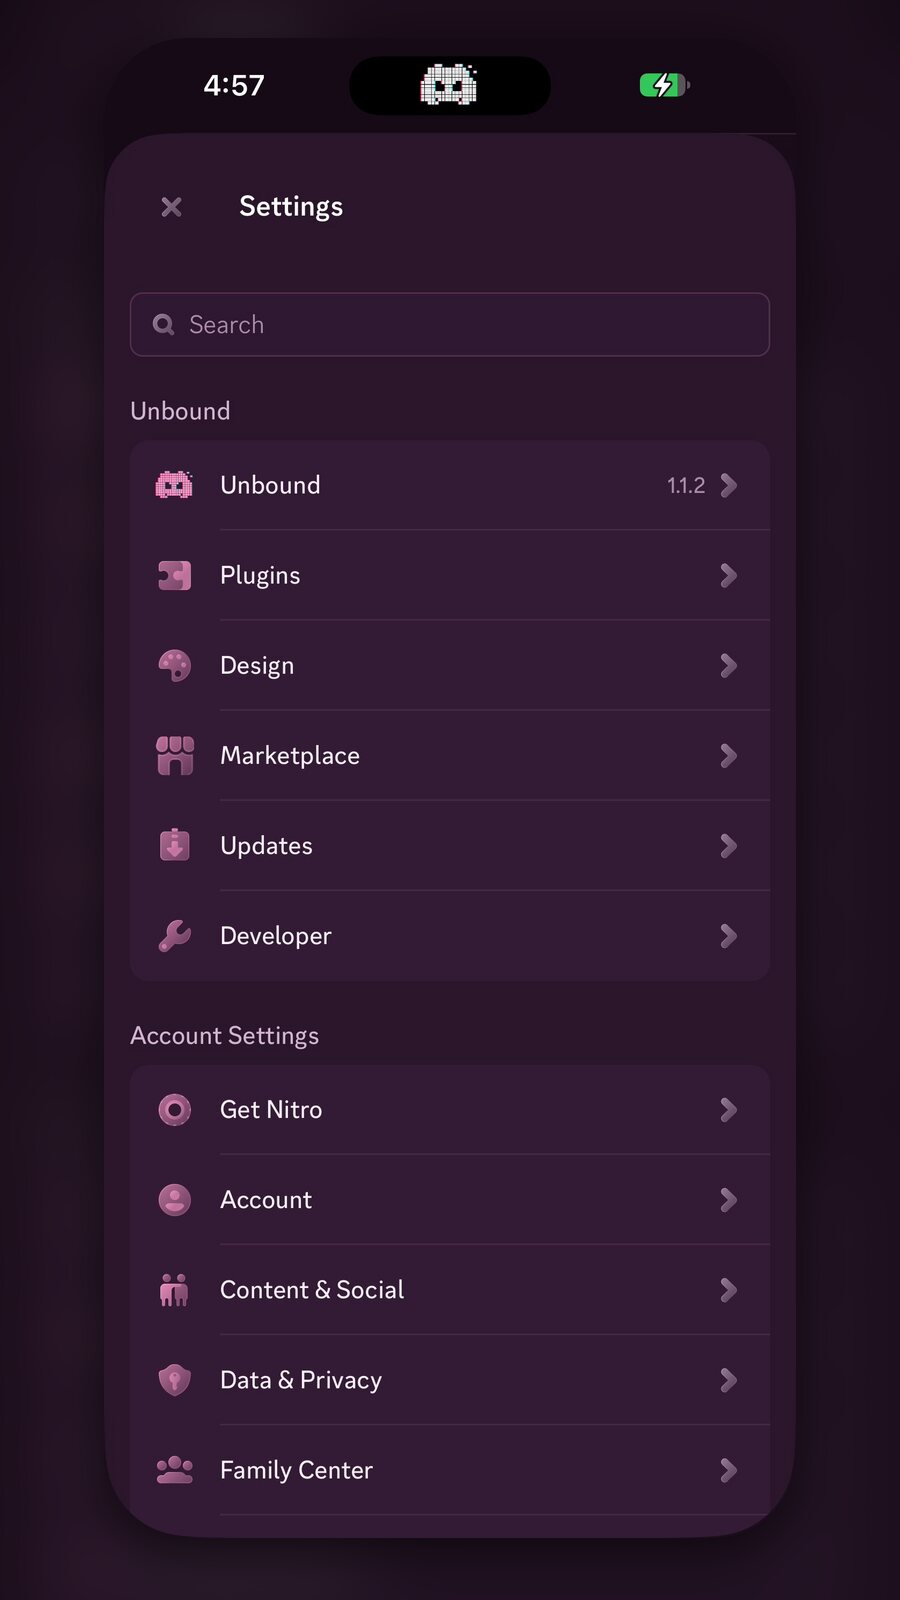 4:57
Settings
Search
Unbound
Unbound 1.1.2
Plugins
Design
Marketplace
Updates
Developer
Account Settings
Get Nitro
Account
Content & Social
Data & Privacy
Family Center